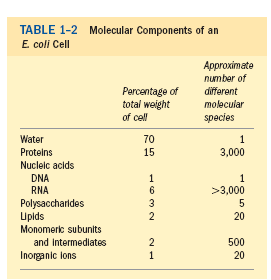 TABLE 1–2 Molecular Components of an
E. coli Cell
Approximate
number of
Percentage of different
total weight molecular
of cell species
Water 70 1
Proteins 15 3,000
Nucleic acids
DNA 1 1
RNA 6 >3,000
Polysaccharides 3 5
Lipids 2 20
Monomeric subunits
and intermediates 2 500
Inorganic ions 1 20